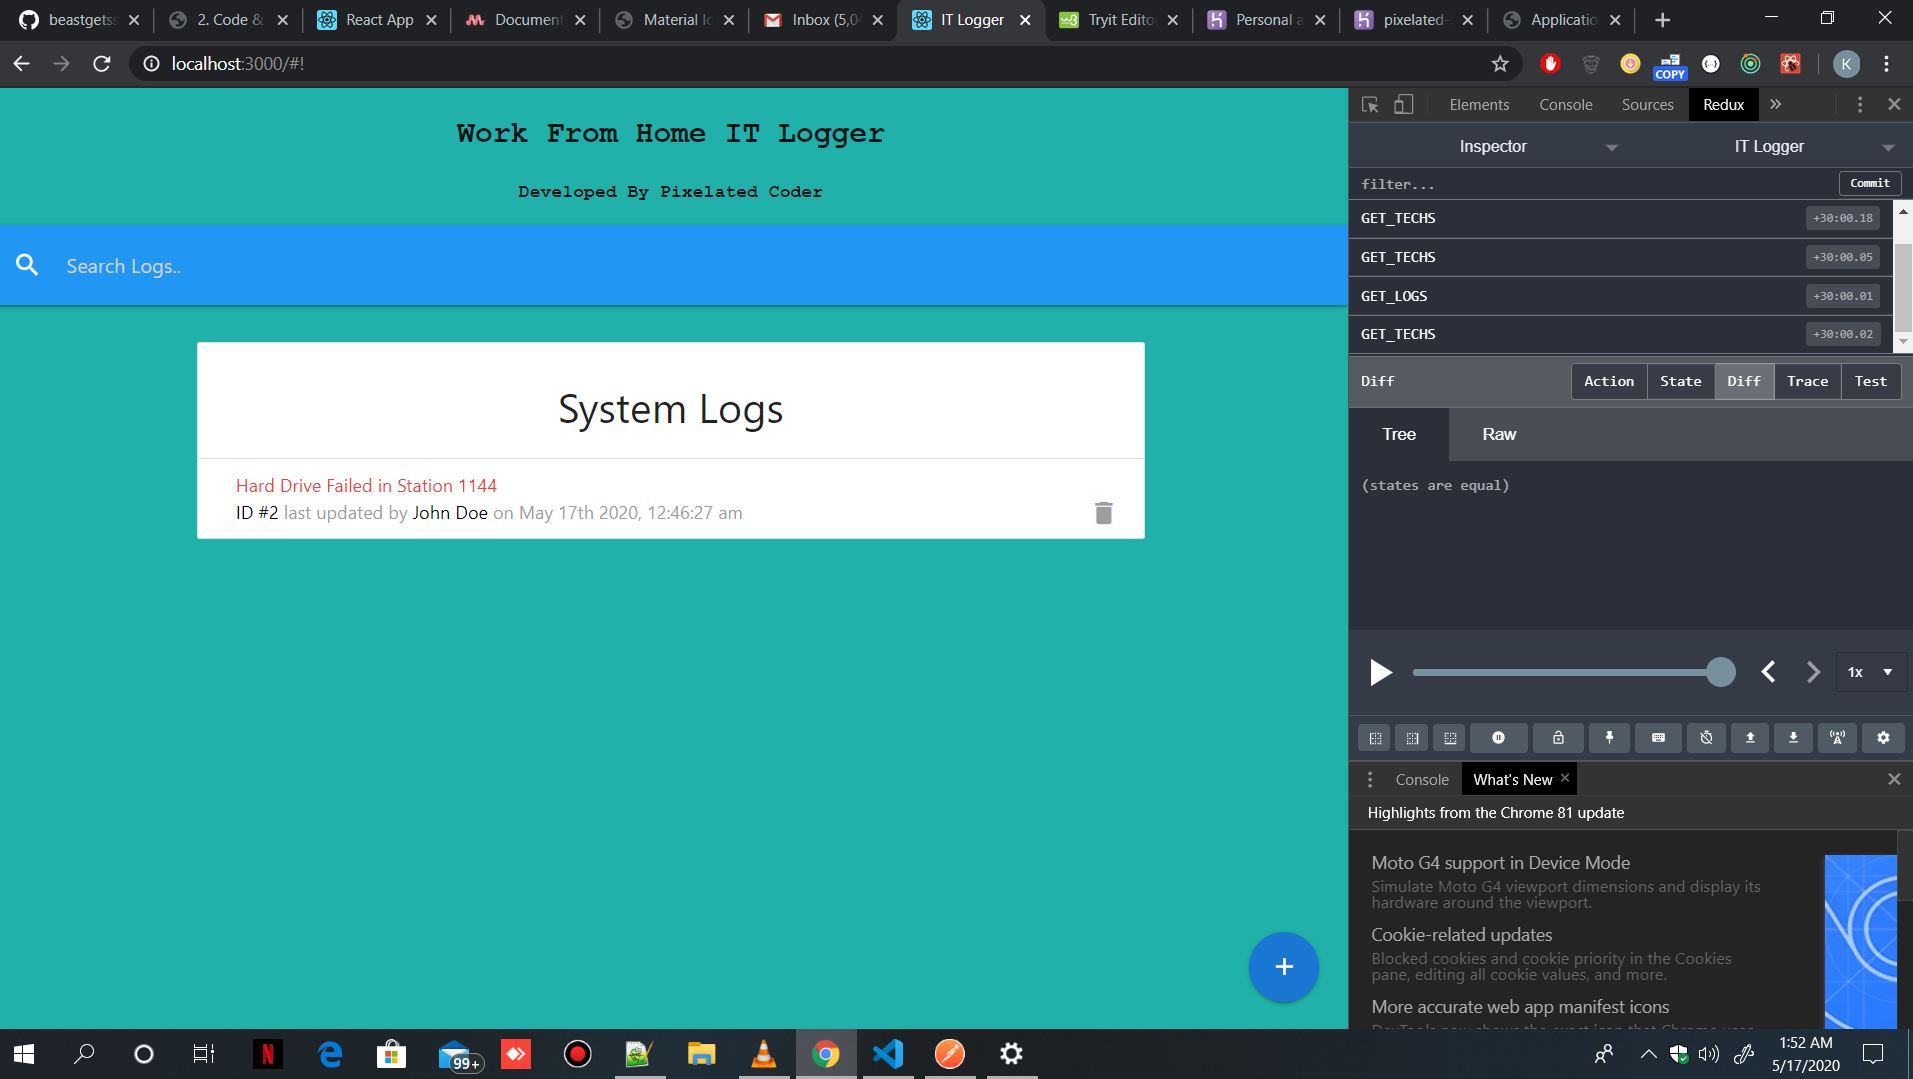 beastgetss
2. Code &
React App
Document
Material Ic
Inbox (5,0
IT Logger
Tryit Edito
Personal a
pixelated-
Applicatio
localhost:3000/#!
COPY
K
Work From Home IT Logger
Developed By Pixelated Coder
Search Logs..
System Logs
Hard Drive Failed in Station 1144
ID #2 last updated by John Doe on May 17th 2020, 12:46:27 am
Elements Console Sources Redux
Inspector IT Logger
filter... Commit
GET_TECHS +30:00.18
GET_TECHS +30:00.05
GET_LOGS +30:00.01
GET_TECHS +30:00.02
Diff Action State Diff Trace Test
Tree Raw
(states are equal)
1x
Console What's New
Highlights from the Chrome 81 update
Moto G4 support in Device Mode
Simulate Moto G4 viewport dimensions and display its
hardware around the viewport.
Cookie-related updates
Blocked cookies and cookie priority in the Cookies
pane, editing all cookie values, and more.
More accurate web app manifest icons
99+
1:52 AM
5/17/2020